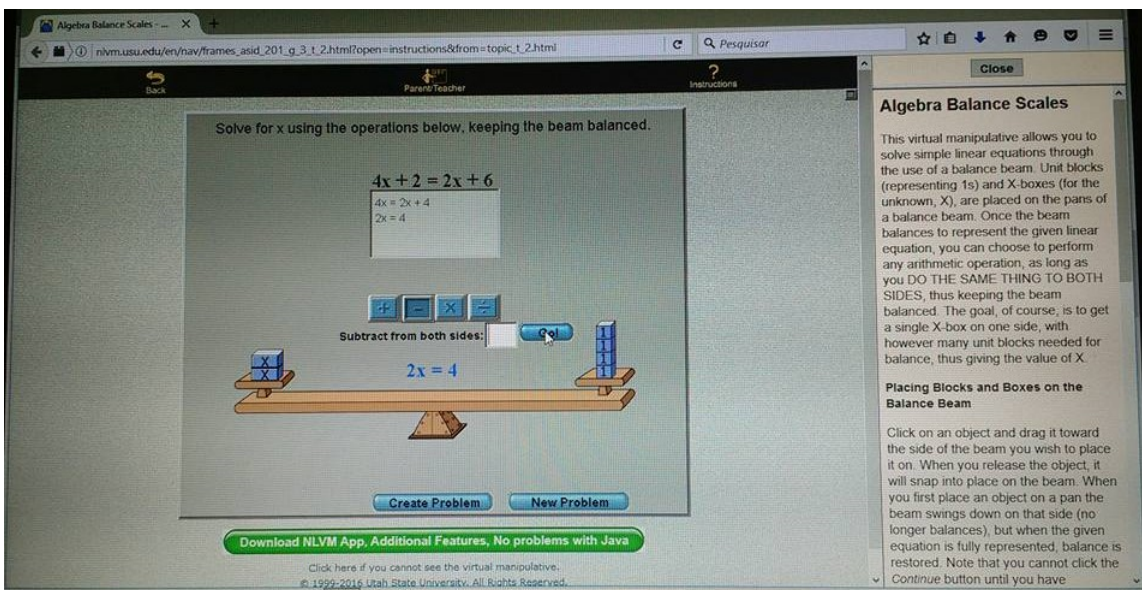 Algebra Balance Scales - ...
nlvm.usu.edu/en/nav/frames_asid_201_g_3_t_2.html?open=instructions&from=topic_t_2.html
Pesquisar
Back
Parent/Teacher
Instructions
Solve for x using the operations below, keeping the beam balanced.
4x + 2 = 2x + 6
4x = 2x + 4
2x = 4
+ - x ÷
Subtract from both sides:
Go!
X
X
2x = 4
1
1
1
1
Create Problem
New Problem
Download NLVM App, Additional Features, No problems with Java
Click here if you cannot see the virtual manipulative.
© 1999-2016 Utah State University. All Rights Reserved.
Close
Algebra Balance Scales
This virtual manipulative allows you to
solve simple linear equations through
the use of a balance beam. Unit blocks
(representing 1s) and X-boxes (for the
unknown, X), are placed on the pans of
a balance beam. Once the beam
balances to represent the given linear
equation, you can choose to perform
any arithmetic operation, as long as
you DO THE SAME THING TO BOTH
SIDES, thus keeping the beam
balanced. The goal, of course, is to get
a single X-box on one side, with
however many unit blocks needed for
balance, thus giving the value of X.
Placing Blocks and Boxes on the
Balance Beam
Click on an object and drag it toward
the side of the beam you wish to place
it on. When you release the object, it
will snap into place on the beam. When
you first place an object on a pan the
beam swings down on that side (no
longer balances), but when the given
equation is fully represented, balance is
restored. Note that you cannot click the
Continue button until you have